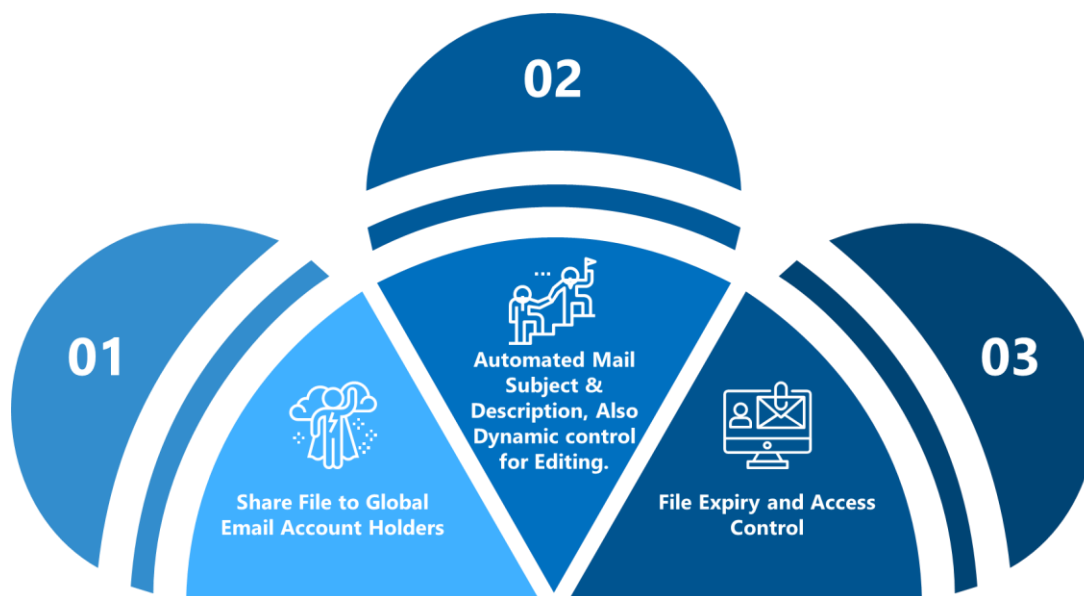 01
Share File to Global
Email Account Holders
02
Automated Mail
Subject &
Description, Also
Dynamic control
for Editing.
03
File Expiry and Access
Control